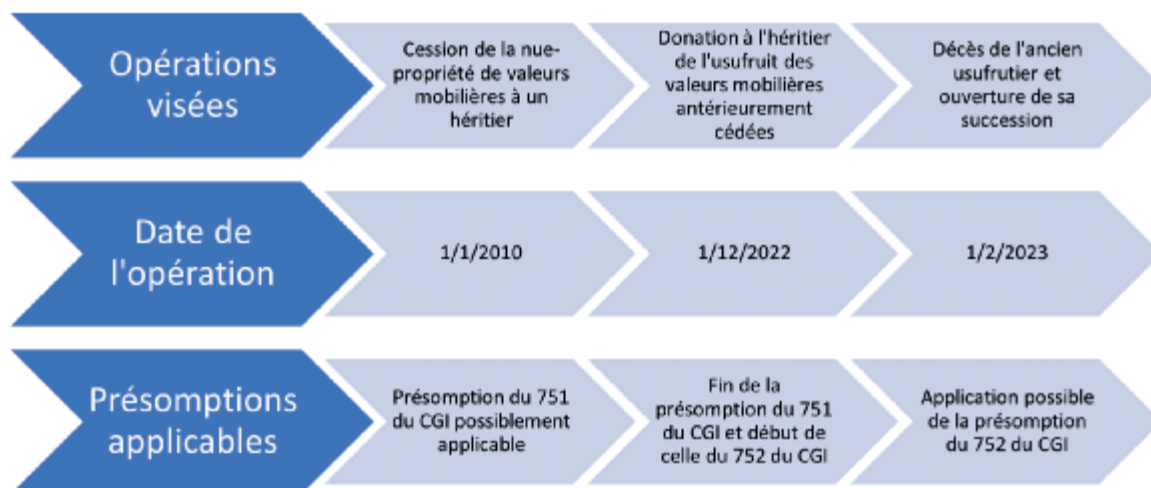 Opérations
visées
Cession de la nue-
propriété de valeurs
mobilières à un
héritier
Donation à l'héritier
de l'usufruit des
valeurs mobilières
antérieurement
cédées
Décès de l'ancien
usufrutier et
ouverture de sa
succession
Date de
l'opération
1/1/2010
1/12/2022
1/2/2023
Présomptions
applicables
Présomption du 751
du CGI possiblement
applicable
Fin de la
présomption du 751
du CGI et début de
celle du 752 du CGI
Application possible
de la présomption
du 752 du CGI